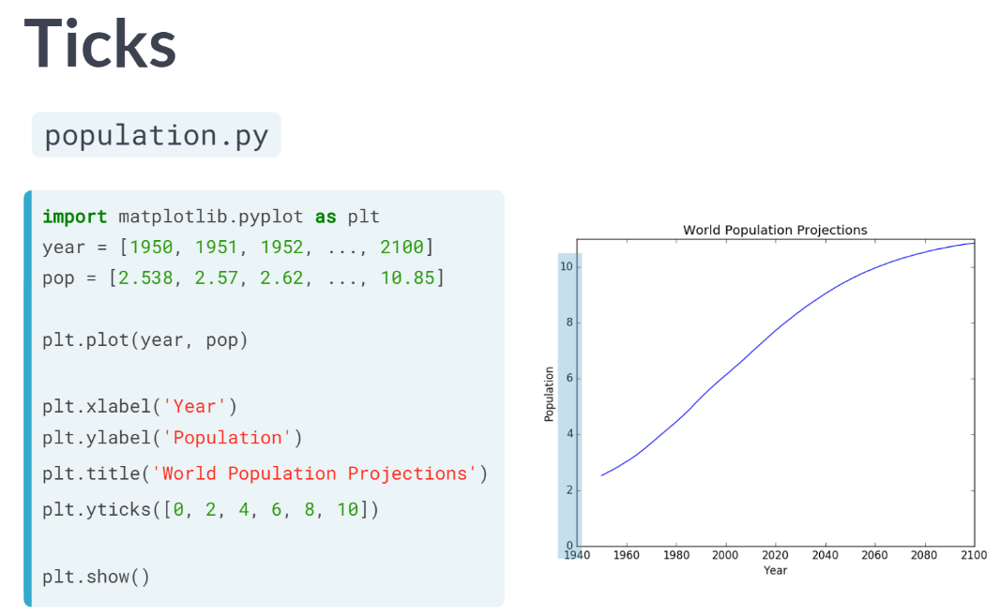 Ticks
population.py
import matplotlib.pyplot as plt
year = [1950, 1951, 1952, ..., 2100]
pop = [2.538, 2.57, 2.62, ..., 10.85]
plt.plot(year, pop)
plt.xlabel('Year')
plt.ylabel('Population')
plt.title('World Population Projections')
plt.yticks([0, 2, 4, 6, 8, 10])
plt.show()
World Population Projections
Population
10
8
6
4
2
0
1940 1960 1980 2000 2020 2040 2060 2080 2100
Year